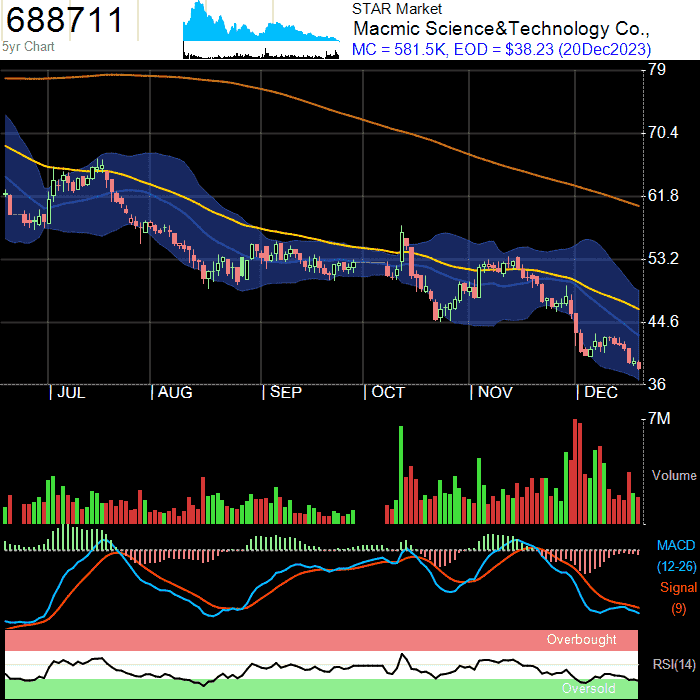 688711
5yr Chart
STAR Market
Macmic Science&Technology Co.,
MC = 581.5K, EOD = $38.23 (20Dec2023)
79
70.4
61.8
53.2
44.6
36
JUL AUG SEP OCT NOV DEC
7M
Volume
MACD
(12-26)
Signal
(9)
Overbought
RSI(14)
Oversold